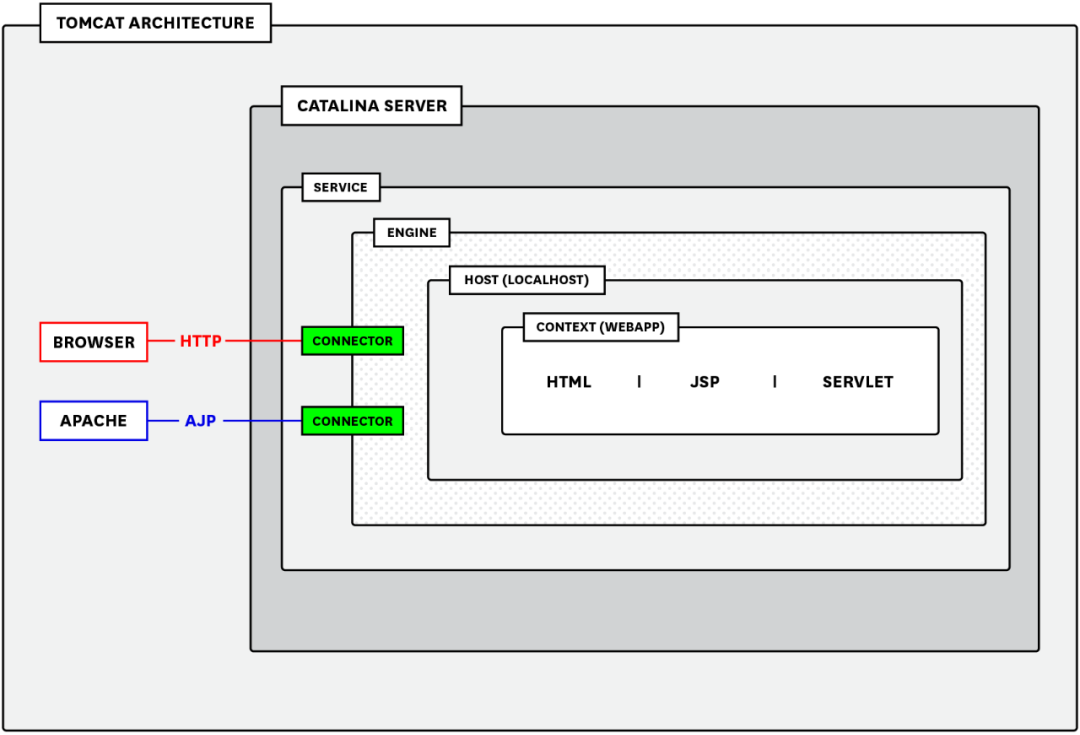 TOMCAT ARCHITECTURE
CATALINA SERVER
SERVICE
ENGINE
HOST (LOCALHOST)
CONTEXT (WEBAPP)
BROWSER HTTP CONNECTOR
HTML | JSP | SERVLET
APACHE AJP CONNECTOR